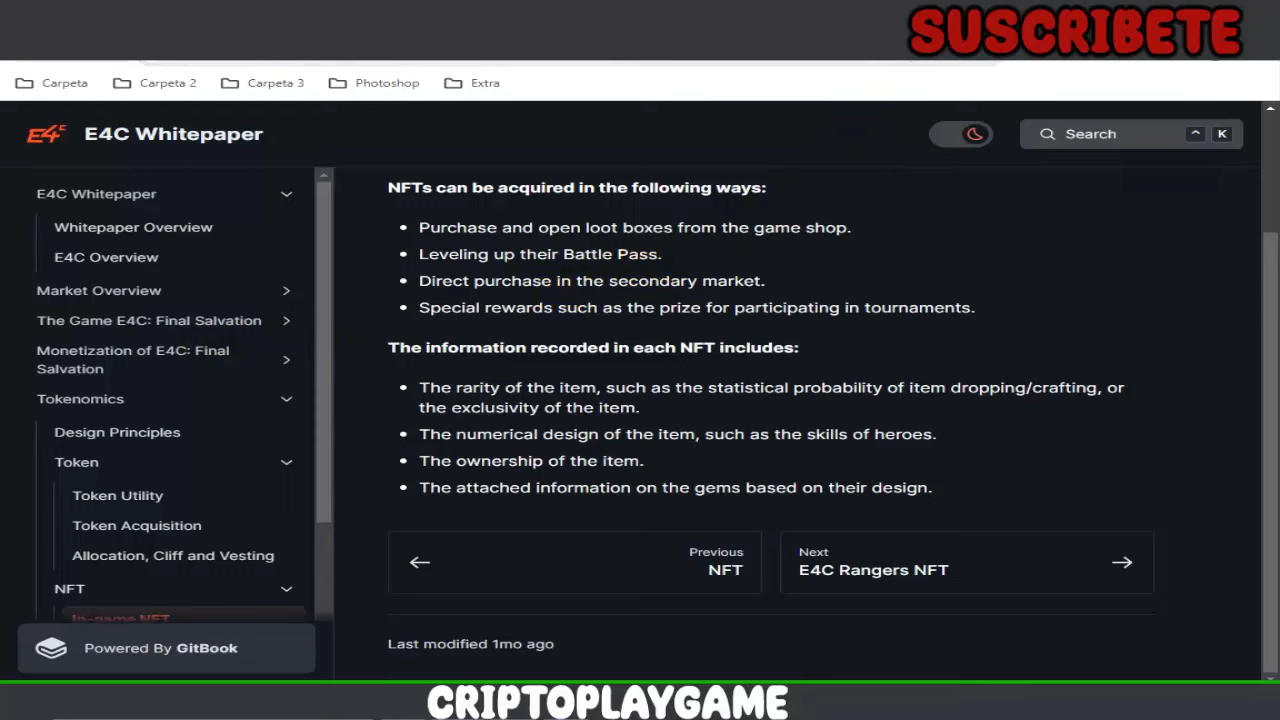 SUSCRIBETE
Carpeta
Carpeta 2
Carpeta 3
Photoshop
Extra
E4C
E4C Whitepaper
Search
^ K
E4C Whitepaper
Whitepaper Overview
E4C Overview
Market Overview
The Game E4C: Final Salvation
Monetization of E4C: Final
Salvation
Tokenomics
Design Principles
Token
Token Utility
Token Acquisition
Allocation, Cliff and Vesting
NFT
In-game NFT
Powered By GitBook
NFTs can be acquired in the following ways:
• Purchase and open loot boxes from the game shop.
• Leveling up their Battle Pass.
• Direct purchase in the secondary market.
• Special rewards such as the prize for participating in tournaments.
The information recorded in each NFT includes:
• The rarity of the item, such as the statistical probability of item dropping/crafting, or
the exclusivity of the item.
• The numerical design of the item, such as the skills of heroes.
• The ownership of the item.
• The attached information on the gems based on their design.
Previous
NFT
Next
E4C Rangers NFT
Last modified 1mo ago
CRIPTOPLAYGAME